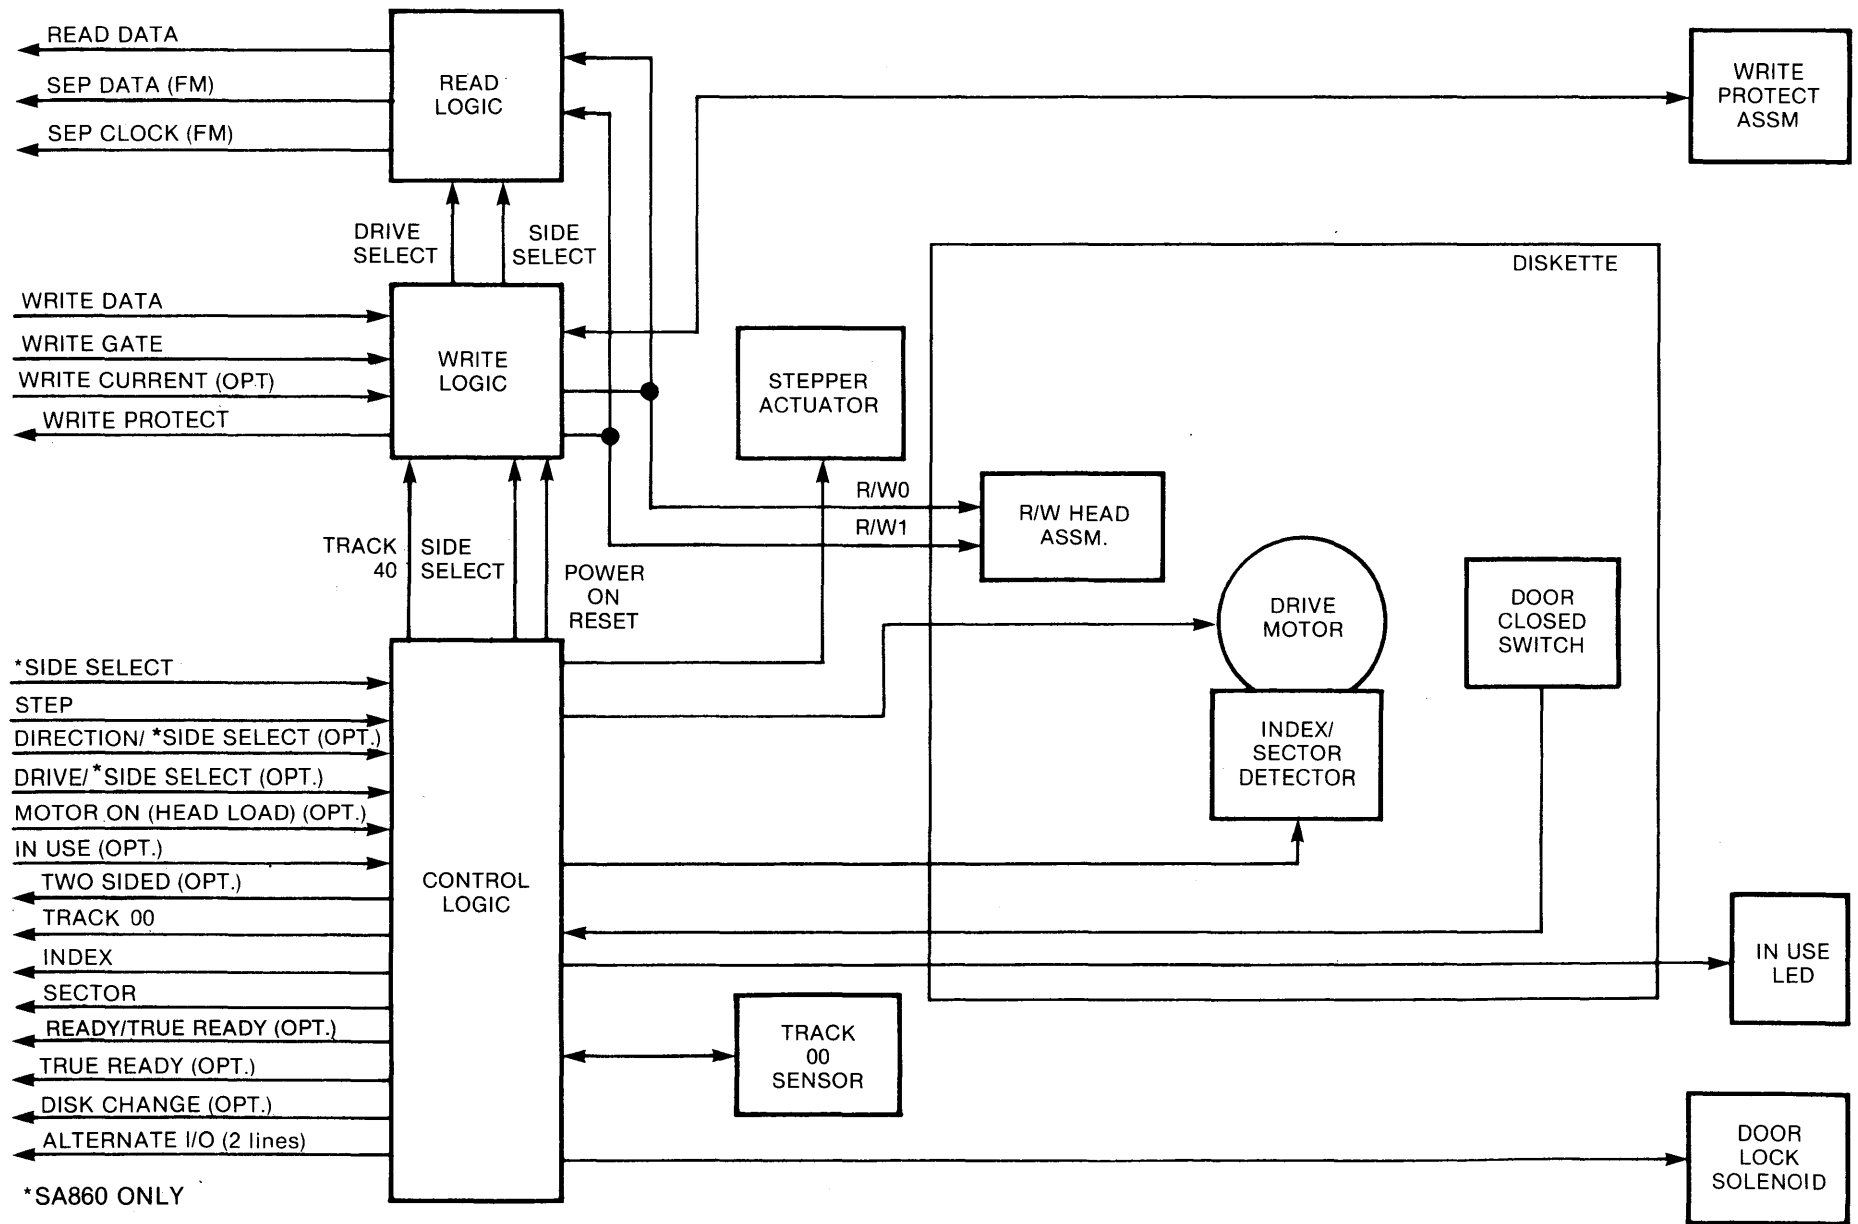 READ DATA
SEP DATA (FM)
SEP CLOCK (FM)
READ
LOGIC
WRITE
PROTECT
ASSM
DRIVE
SELECT
SIDE
SELECT
DISKETTE
WRITE DATA
WRITE GATE
WRITE CURRENT (OPT)
WRITE PROTECT
WRITE
LOGIC
STEPPER
ACTUATOR
R/W0
R/W1
R/W HEAD
ASSM.
TRACK
40
SIDE
SELECT
POWER
ON
RESET
DRIVE
MOTOR
DOOR
CLOSED
SWITCH
INDEX/
SECTOR
DETECTOR
*SIDE SELECT
STEP
DIRECTION/ *SIDE SELECT (OPT.)
DRIVE/*SIDE SELECT (OPT.)
MOTOR ON (HEAD LOAD) (OPT.)
IN USE (OPT.)
TWO SIDED (OPT.)
TRACK 00
INDEX
SECTOR
READY/TRUE READY (OPT.)
TRUE READY (OPT.)
DISK CHANGE (OPT.)
ALTERNATE I/O (2 lines)
CONTROL
LOGIC
IN USE
LED
TRACK
00
SENSOR
DOOR
LOCK
SOLENOID
*SA860 ONLY